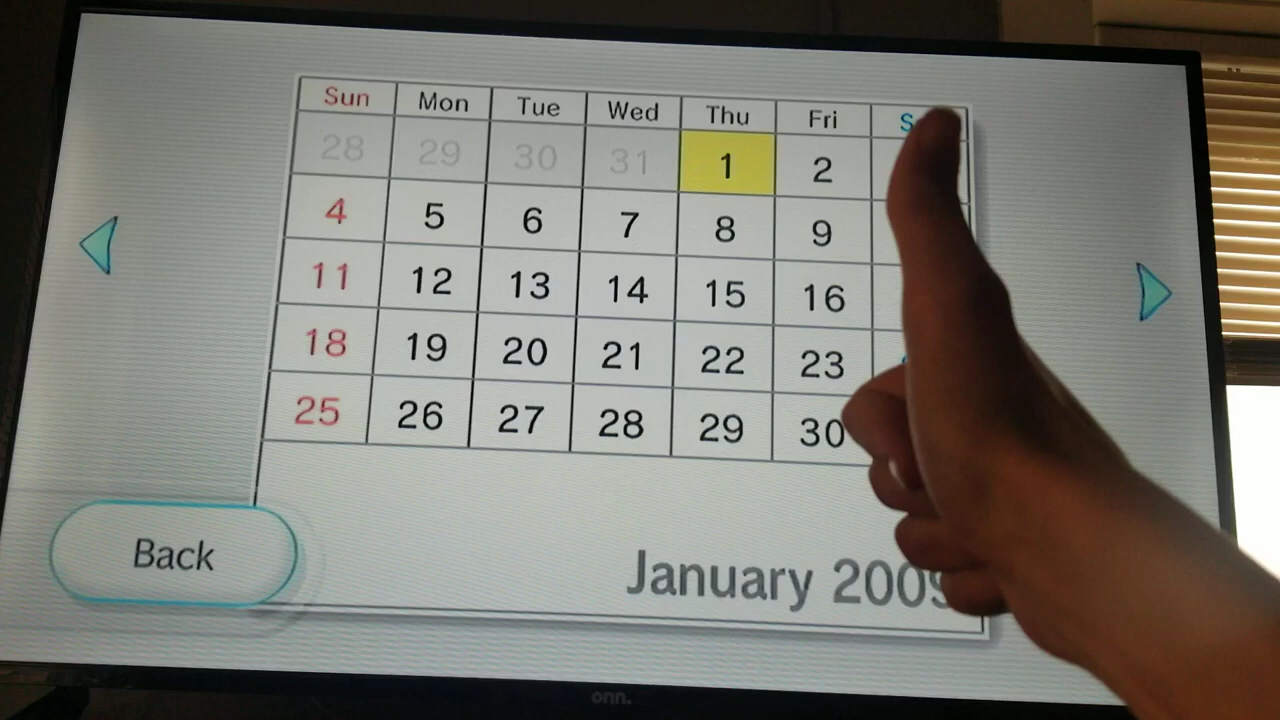 Sun Mon Tue Wed Thu Fri S
28 29 30 31 1 2
4 5 6 7 8 9
11 12 13 14 15 16
18 19 20 21 22 23
25 26 27 28 29 30
Back
January 2009
onn.